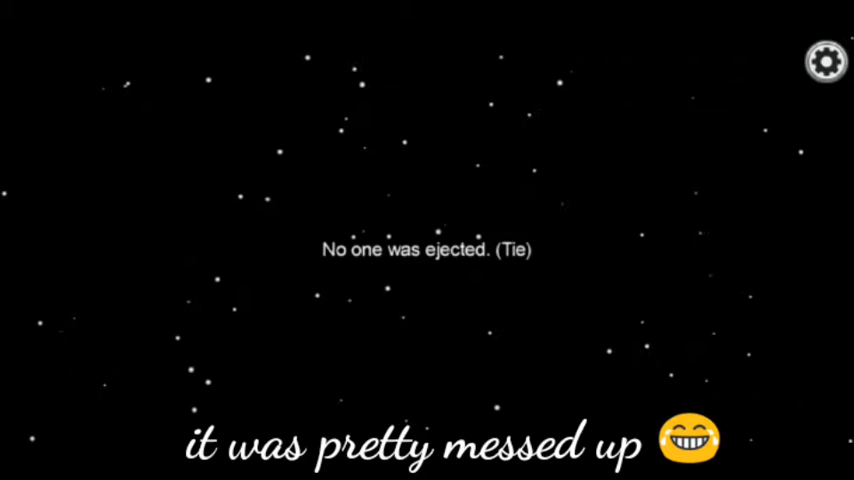 No one was ejected. (Tie)
it was pretty messed up 😂